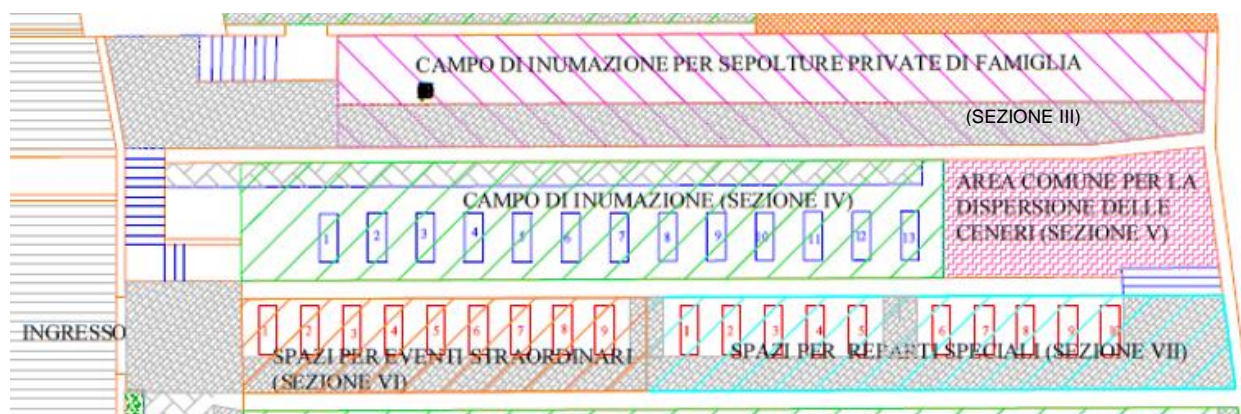 CAMPO DI INUMAZIONE PER SEPOLTURE PRIVATE DI FAMIGLIA
(SEZIONE III)
CAMPO DI INUMAZIONE (SEZIONE IV)
1 2 3 4 5 6 7 8 9 10 11 12 13
AREA COMUNE PER LA
DISPERSIONE DELLE
CENERI (SEZIONE V)
INGRESSO
1 2 3 4 5 6 7 8 9
SPAZI PER EVENTI STRAORDINARI
(SEZIONE VI)
1 2 3 4 5 6 7 8 9 10
SPAZI PER REPARTI SPECIALI (SEZIONE VII)